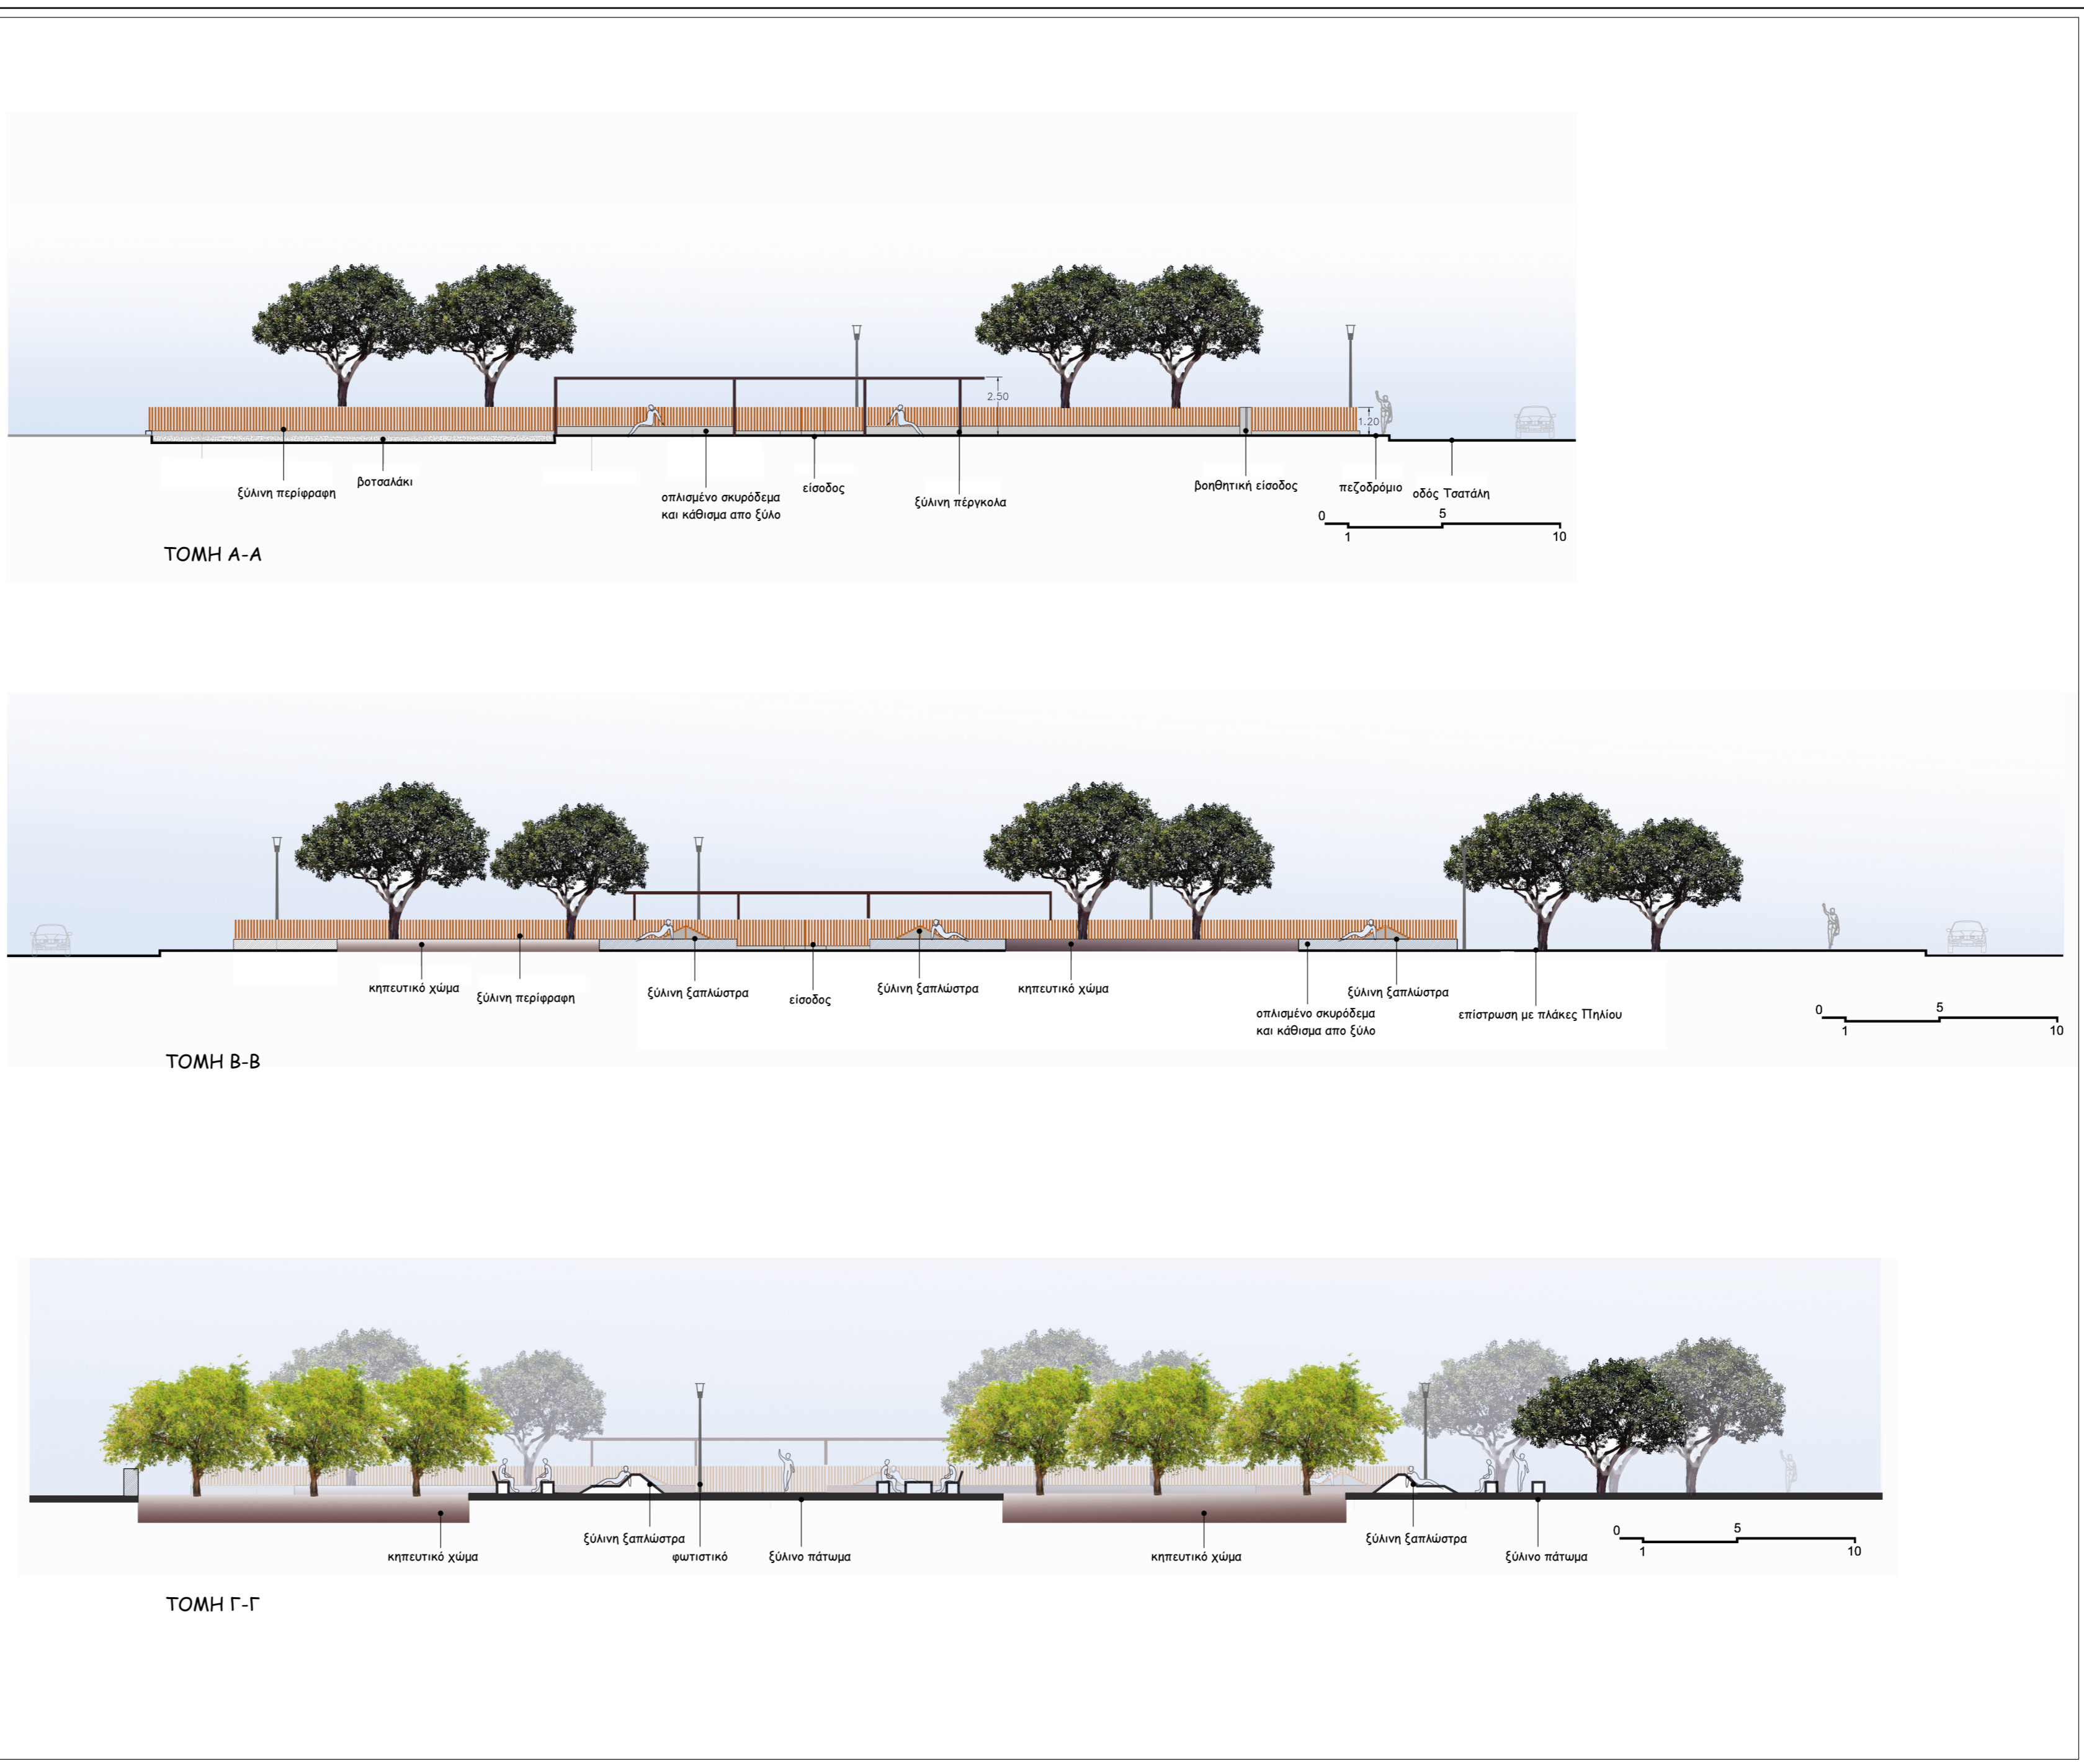 2.50
1.20
ξύλινη περίφραφη
βοτσαλάκι
οπλισμένο σκυρόδεμα
και κάθισμα απο ξύλο
είσοδος
ξύλινη πέργκολα
βοηθητική είσοδος
πεζοδρόμιο
οδός Τσατάλη
0 5
1 10
ΤΟΜΗ Α-Α
κηπευτικό χώμα
ξύλινη περίφραφη
ξύλινη ξαπλώστρα
είσοδος
ξύλινη ξαπλώστρα
κηπευτικό χώμα
οπλισμένο σκυρόδεμα
και κάθισμα απο ξύλο
ξύλινη ξαπλώστρα
επίστρωση με πλάκες Πηλίου
0 5
1 10
ΤΟΜΗ Β-Β
κηπευτικό χώμα
ξύλινη ξαπλώστρα
φωτιστικό
ξύλινο πάτωμα
κηπευτικό χώμα
ξύλινη ξαπλώστρα
ξύλινο πάτωμα
0 5
1 10
ΤΟΜΗ Γ-Γ